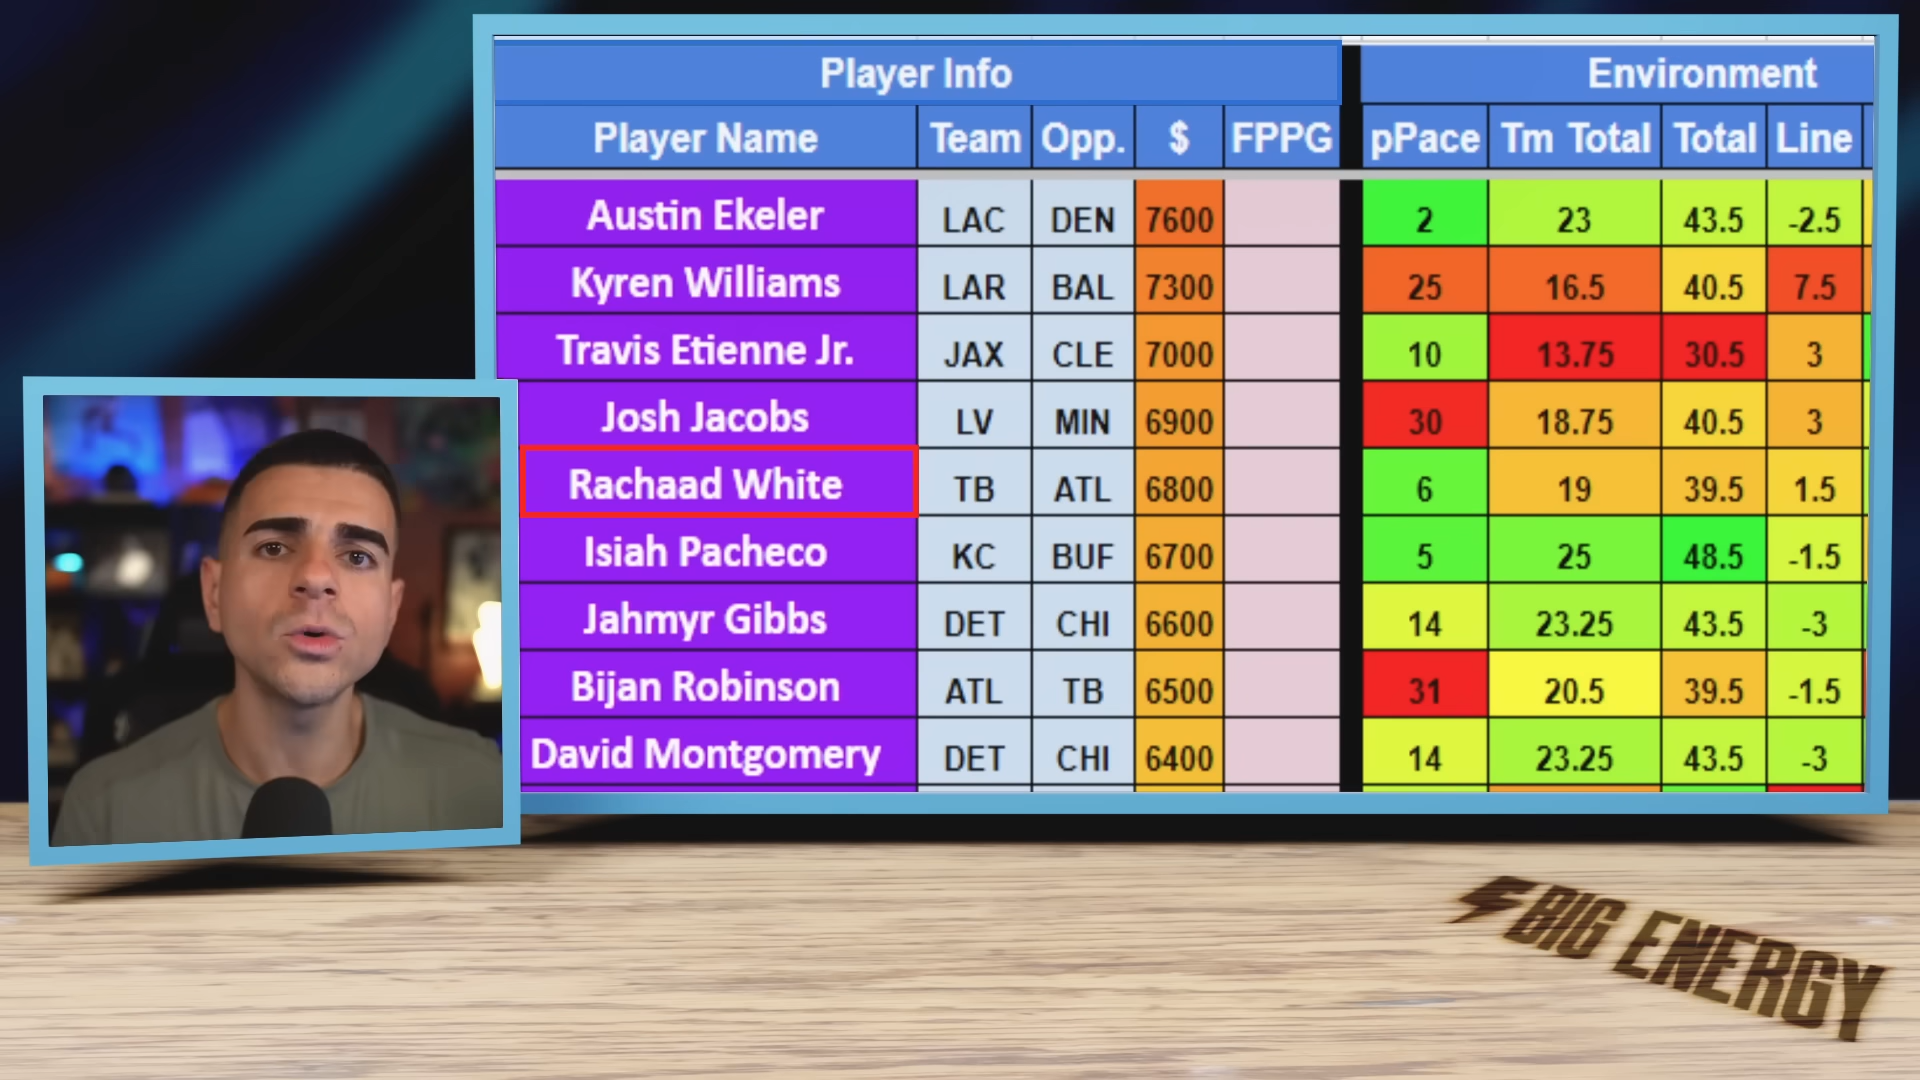 Player Info Environment
Player Name Team Opp. $ FPPG pPace Tm Total Total Line
Austin Ekeler LAC DEN 7600 2 23 43.5 -2.5
Kyren Williams LAR BAL 7300 25 16.5 40.5 7.5
Travis Etienne Jr. JAX CLE 7000 10 13.75 30.5 3
Josh Jacobs LV MIN 6900 30 18.75 40.5 3
Rachaad White TB ATL 6800 6 19 39.5 1.5
Isiah Pacheco KC BUF 6700 5 25 48.5 -1.5
Jahmyr Gibbs DET CHI 6600 14 23.25 43.5 -3
Bijan Robinson ATL TB 6500 31 20.5 39.5 -1.5
David Montgomery DET CHI 6400 14 23.25 43.5 -3
BIG ENERGY